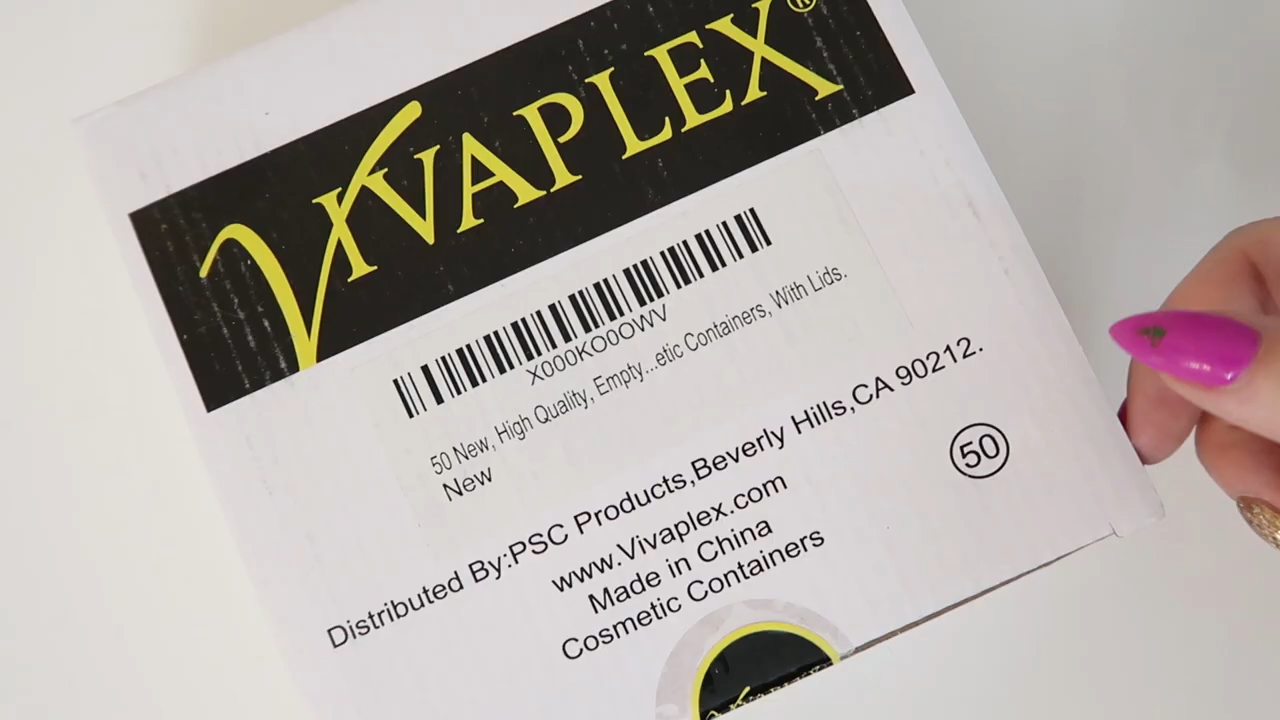 VIVAPLEX®
X000KO0OWV
50 New, High Quality, Empty...etic Containers, With Lids.
New
Distributed By:PSC Products,Beverly Hills,CA 90212.
www.Vivaplex.com
Made in China
Cosmetic Containers
50
VIVAPLEX